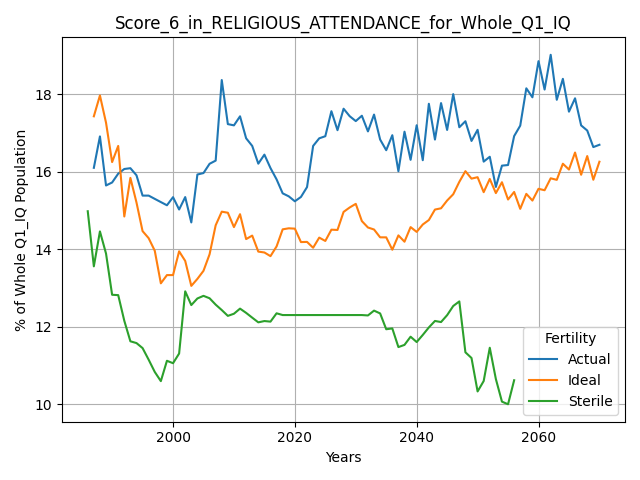 Score_6_in_RELIGIOUS_ATTENDANCE_for_Whole_Q1_IQ
% of Whole Q1_IQ Population
18
16
14
12
10
2000 2020 2040 2060
Years
Fertility
Actual
Ideal
Sterile